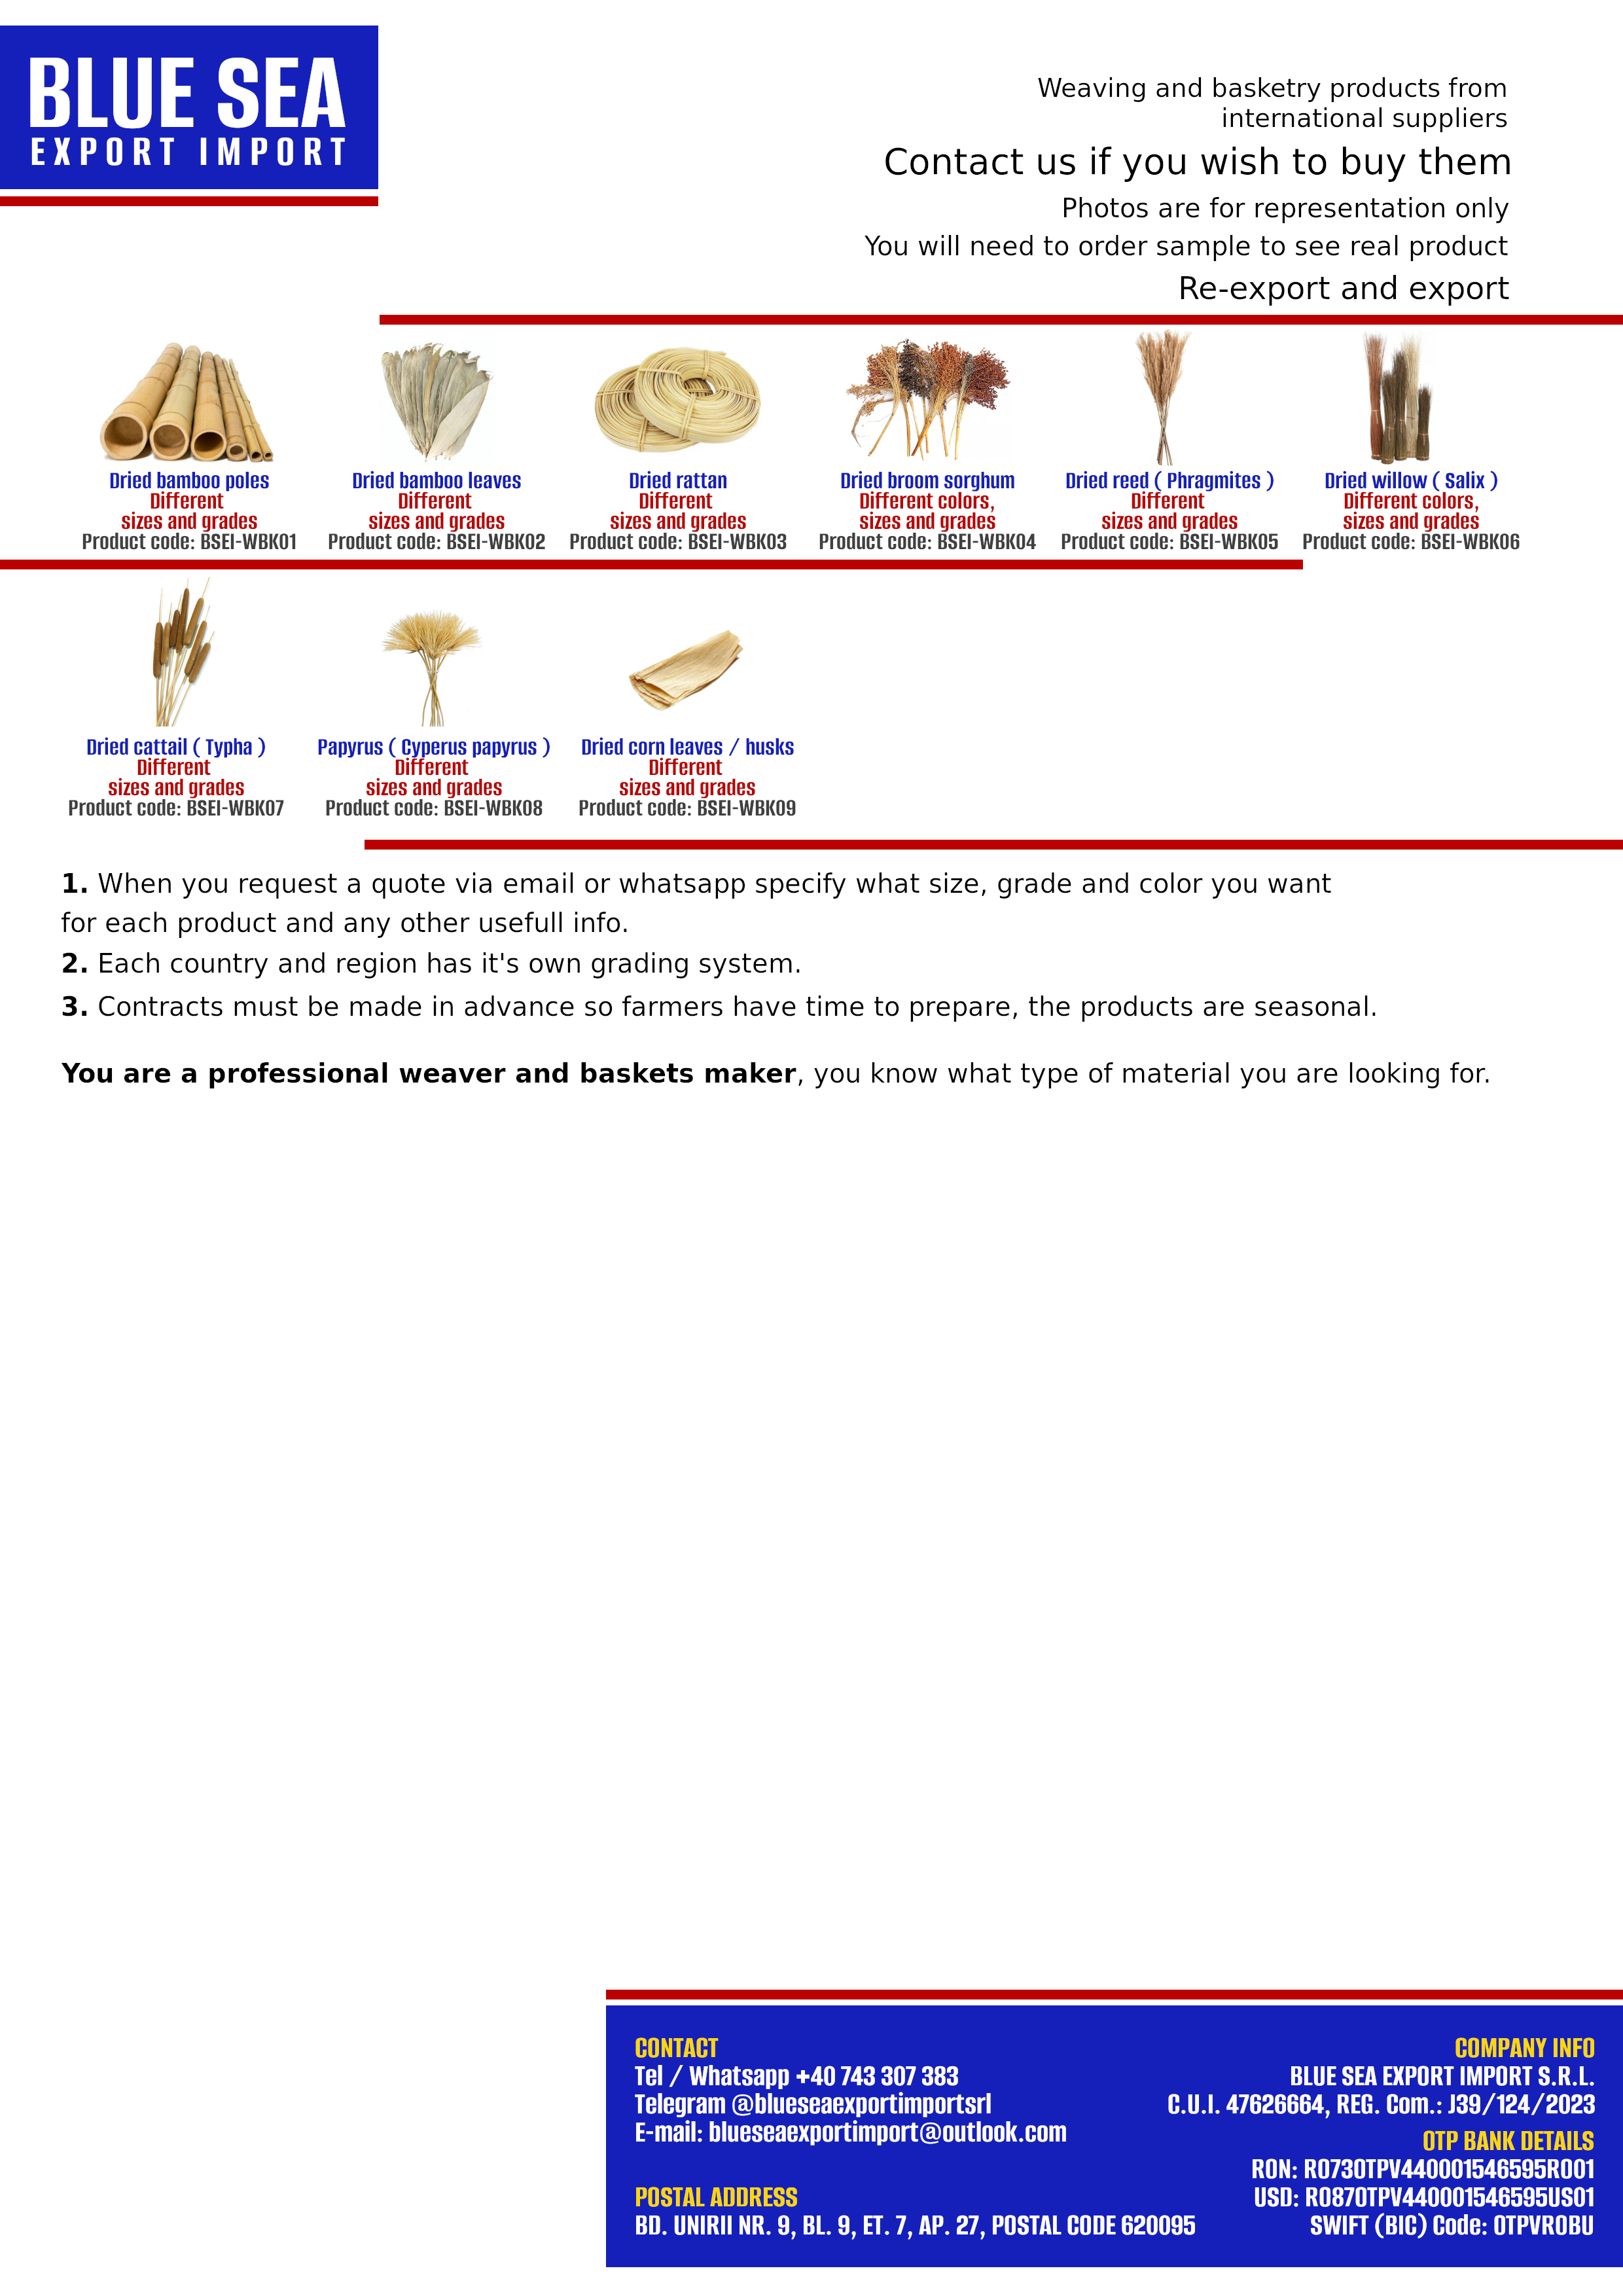 BLUE SEA
EXPORT IMPORT
Weaving and basketry products from
international suppliers
Contact us if you wish to buy them
Photos are for representation only
You will need to order sample to see real product
Re-export and export
Dried bamboo poles
Different
sizes and grades
Product code: BSEI-WBK01
Dried bamboo leaves
Different
sizes and grades
Product code: BSEI-WBK02
Dried rattan
Different
sizes and grades
Product code: BSEI-WBK03
Dried broom sorghum
Different colors,
sizes and grades
Product code: BSEI-WBK04
Dried reed ( Phragmites )
Different
sizes and grades
Product code: BSEI-WBK05
Dried willow ( Salix )
Different colors,
sizes and grades
Product code: BSEI-WBK06
Dried cattail ( Typha )
Different
sizes and grades
Product code: BSEI-WBK07
Papyrus ( Cyperus papyrus )
Different
sizes and grades
Product code: BSEI-WBK08
Dried corn leaves / husks
Different
sizes and grades
Product code: BSEI-WBK09
1. When you request a quote via email or whatsapp specify what size, grade and color you want
for each product and any other usefull info.
2. Each country and region has it's own grading system.
3. Contracts must be made in advance so farmers have time to prepare, the products are seasonal.
You are a professional weaver and baskets maker, you know what type of material you are looking for.
CONTACT
Tel / Whatsapp +40 743 307 383
Telegram @blueseaexportimportsrl
E-mail: blueseaexportimport@outlook.com
POSTAL ADDRESS
BD. UNIRII NR. 9, BL. 9, ET. 7, AP. 27, POSTAL CODE 620095
COMPANY INFO
BLUE SEA EXPORT IMPORT S.R.L.
C.U.I. 47626664, REG. Com.: J39/124/2023
OTP BANK DETAILS
RON: RO73OTPV440001546595RO01
USD: RO87OTPV440001546595US01
SWIFT (BIC) Code: OTPVROBU